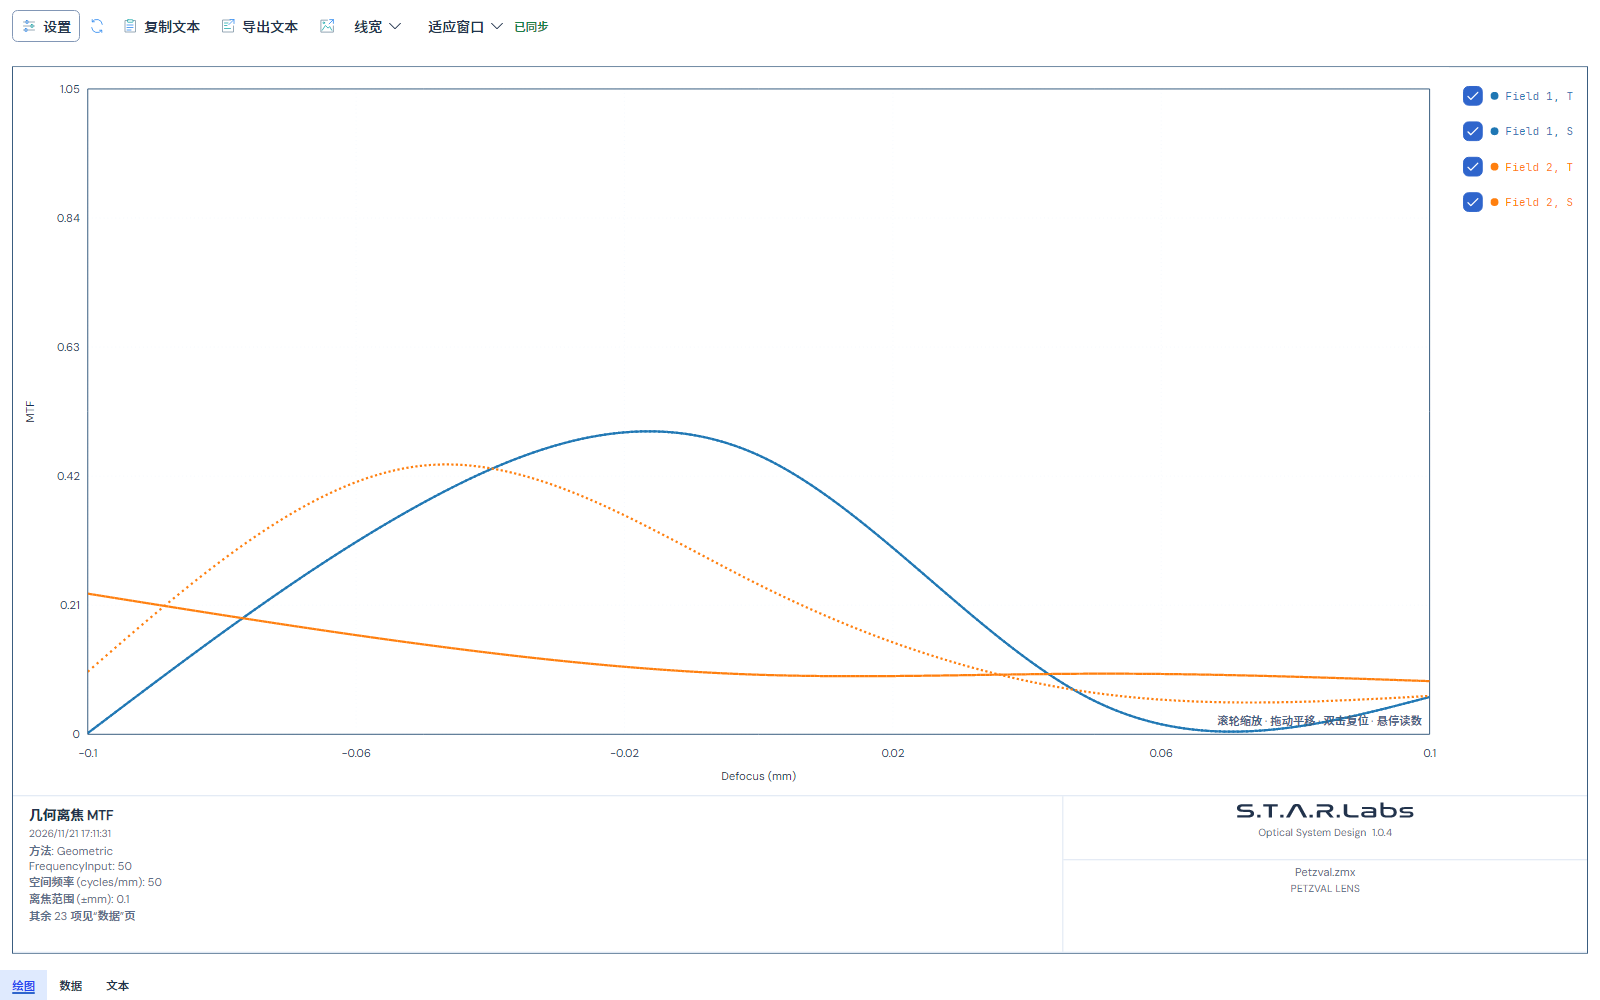 设置 复制文本 导出文本 线宽 适应窗口 已同步
1.05
0.84
0.63
0.42
0.21
0
MTF
−0.1 −0.06 −0.02 0.02 0.06 0.1
Defocus (mm)
滚轮缩放 · 拖动平移 · 双击复位 · 悬停读数
Field 1, T
Field 1, S
Field 2, T
Field 2, S
几何离焦 MTF
2026/11/21 17:11:31
方法: Geometric
FrequencyInput: 50
空间频率 (cycles/mm): 50
离焦范围 (±mm): 0.1
其余 23 项见“数据”页
S.T.A.R.Labs
Optical System Design 1.0.4
Petzval.zmx
PETZVAL LENS
绘图 数据 文本